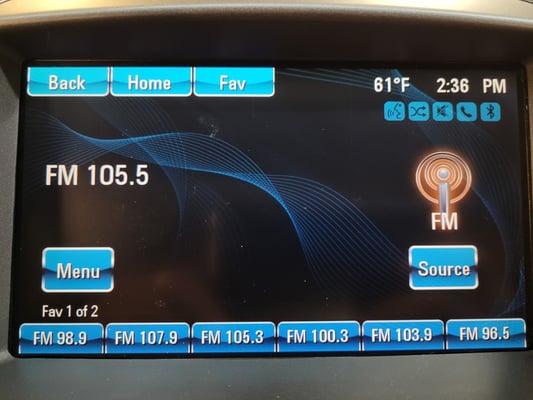 Back Home Fav 61°F 2:36 PM
FM 105.5
FM
Menu Source
Fav 1 of 2
FM 98.9 FM 107.9 FM 105.3 FM 100.3 FM 103.9 FM 96.5